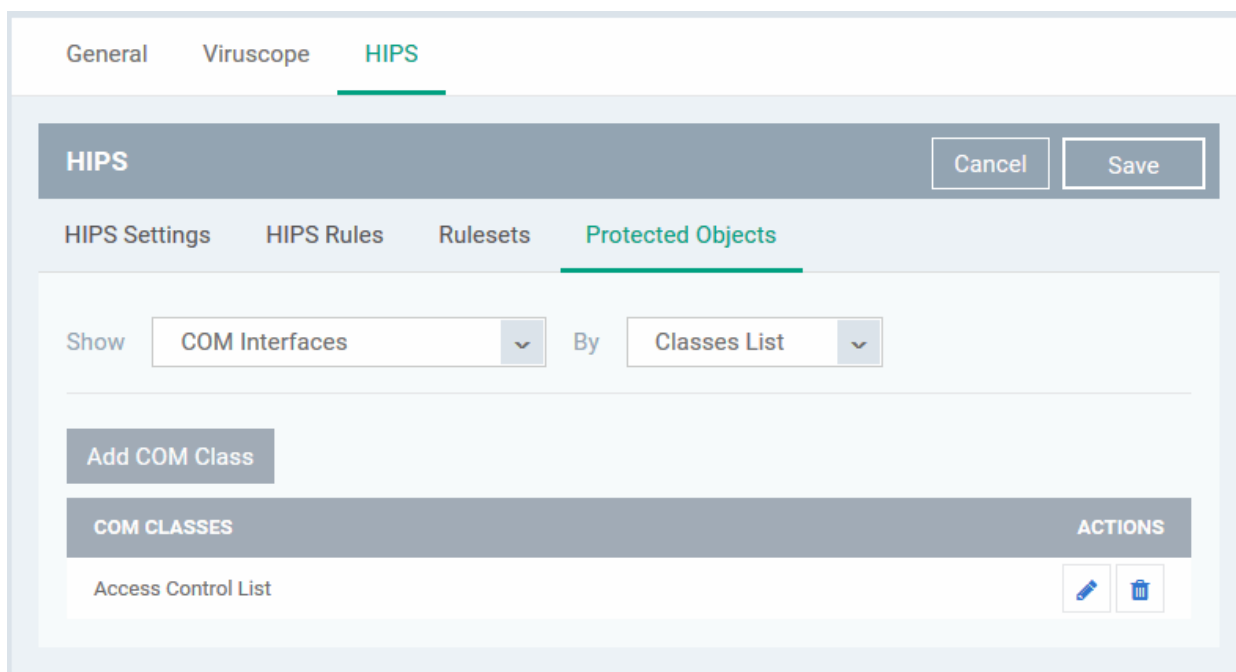 General Viruscope HIPS
HIPS Cancel Save
HIPS Settings HIPS Rules Rulesets Protected Objects
Show COM Interfaces By Classes List
Add COM Class
COM CLASSES ACTIONS
Access Control List